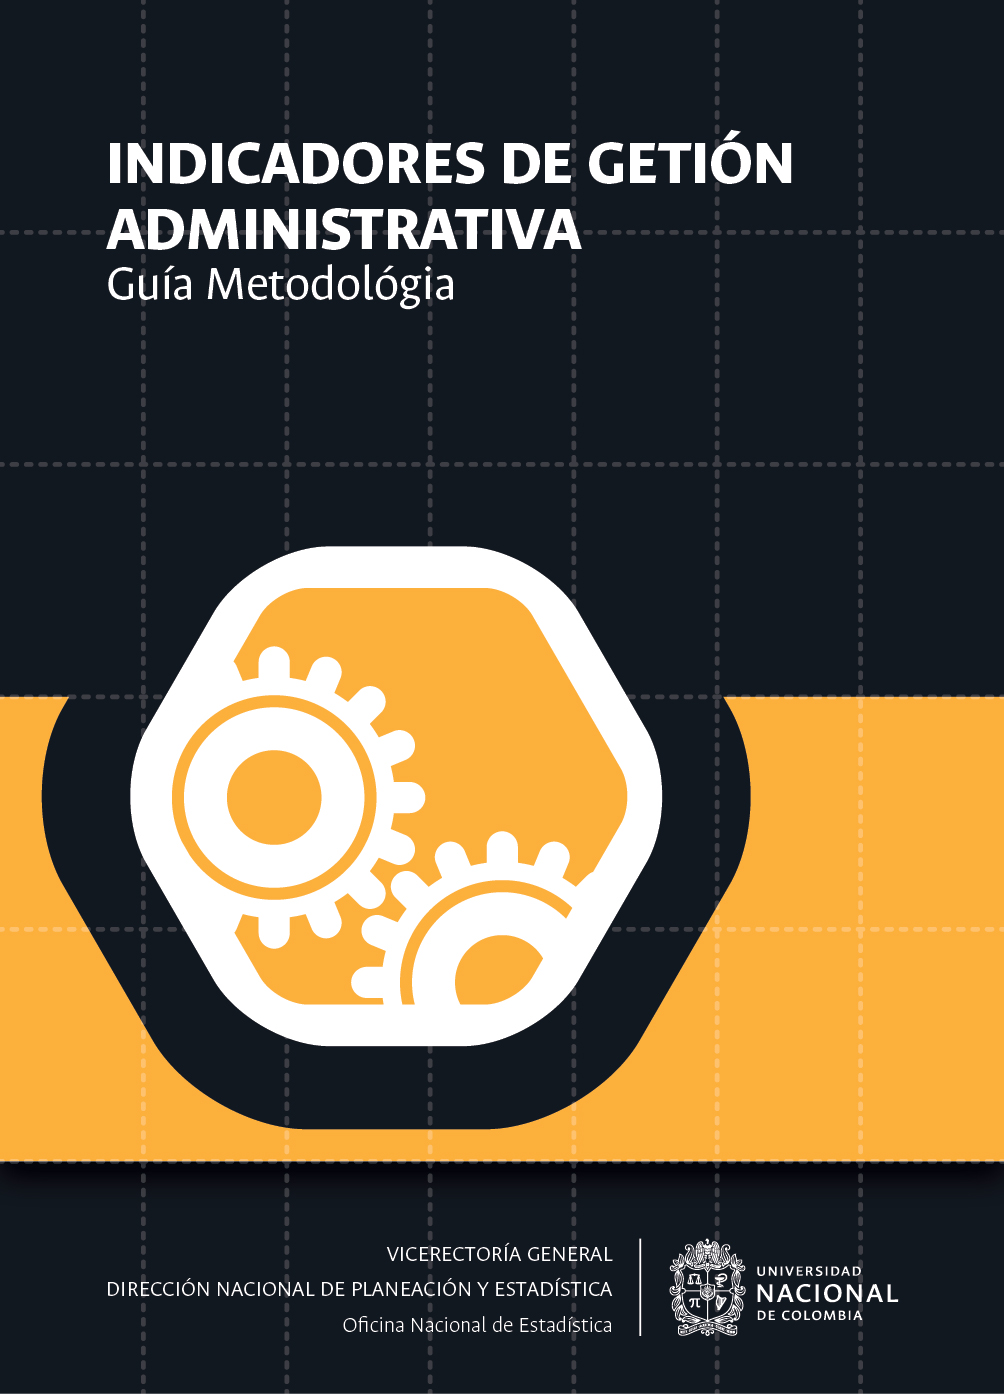 INDICADORES DE GETIÓN
ADMINISTRATIVA
Guía Metodológia
VICERECTORÍA GENERAL
DIRECCIÓN NACIONAL DE PLANEACIÓN Y ESTADÍSTICA
Oficina Nacional de Estadística
UNIVERSIDAD
NACIONAL
DE COLOMBIA